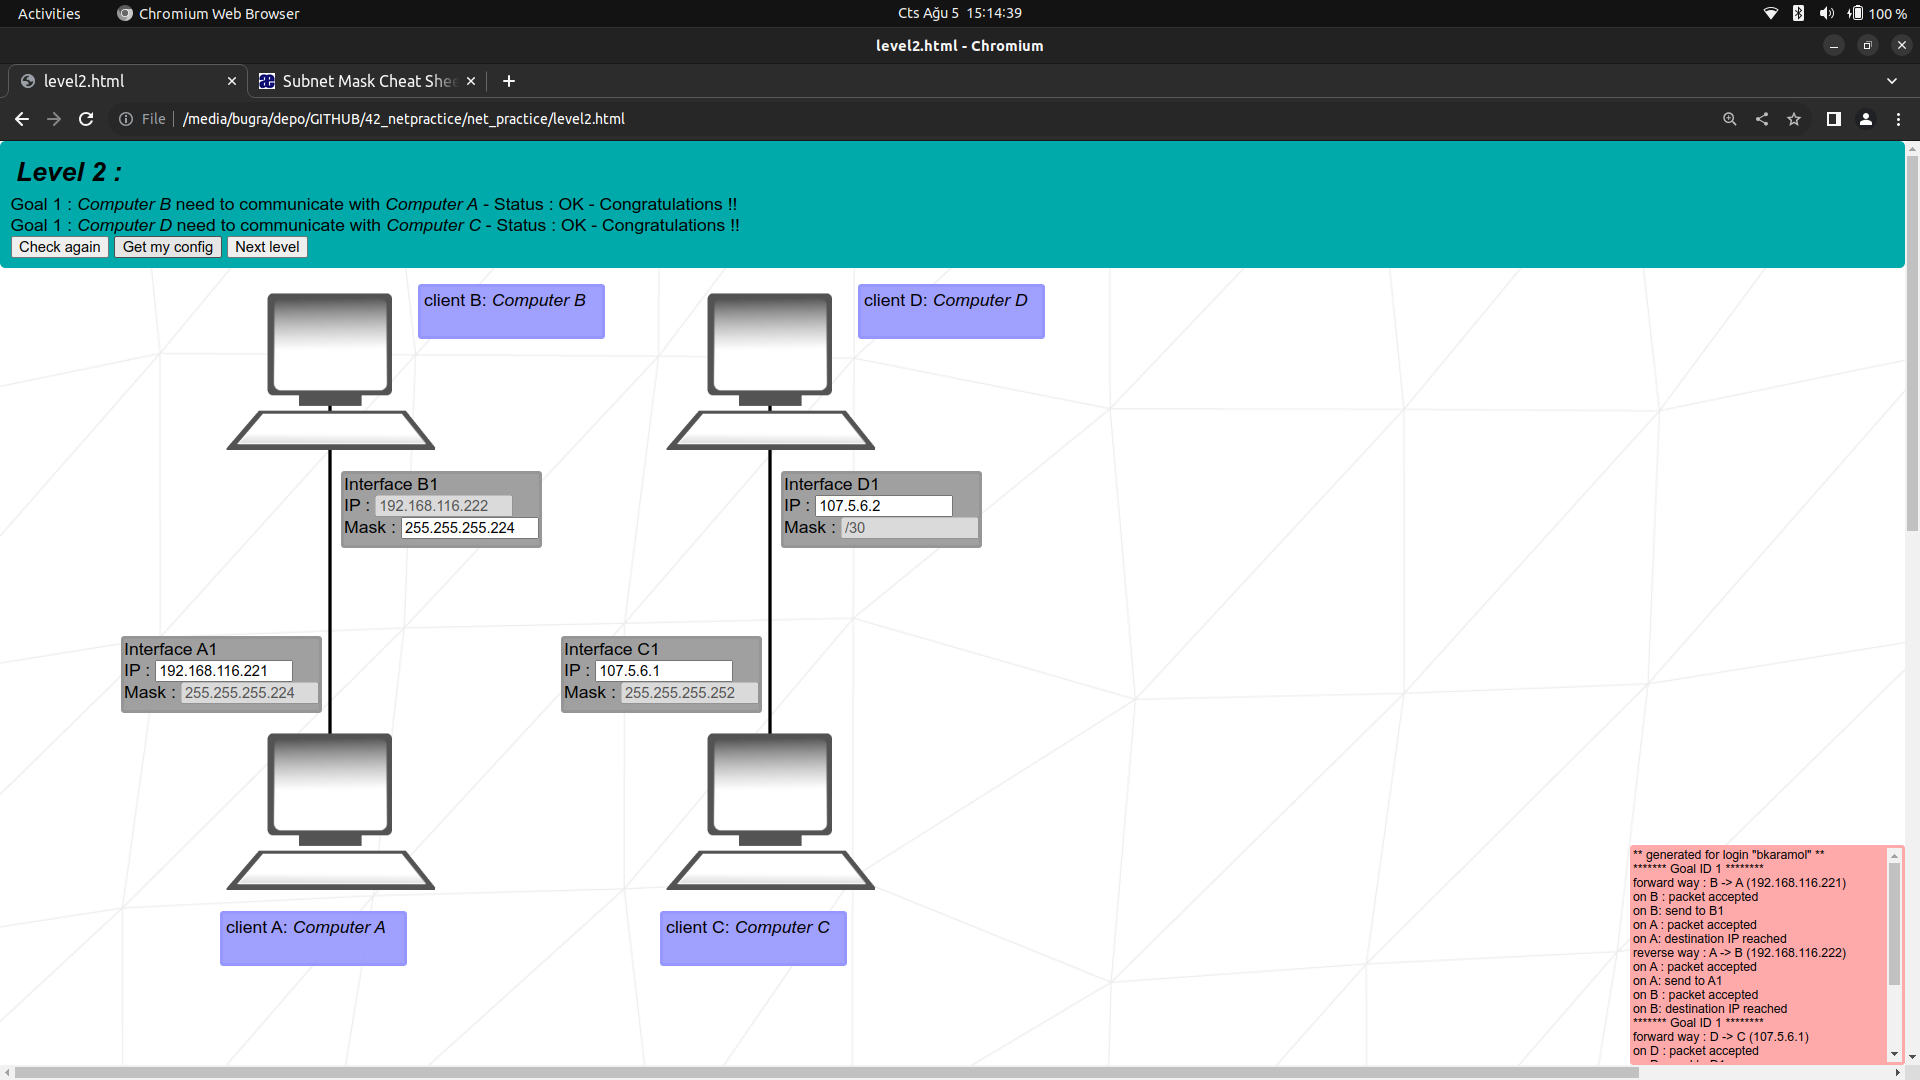 Activities
Chromium Web Browser
Cts Ağu 5 15:14:39
100 %
level2.html - Chromium
level2.html
Subnet Mask Cheat Shee
File
/media/bugra/depo/GITHUB/42_netpractice/net_practice/level2.html
Level 2 :
Goal 1 : Computer B need to communicate with Computer A - Status : OK - Congratulations !!
Goal 1 : Computer D need to communicate with Computer C - Status : OK - Congratulations !!
Check again Get my config Next level
client B: Computer B
client D: Computer D
Interface B1
IP : 192.168.116.222
Mask : 255.255.255.224
Interface D1
IP : 107.5.6.2
Mask : /30
Interface A1
IP : 192.168.116.221
Mask : 255.255.255.224
Interface C1
IP : 107.5.6.1
Mask : 255.255.255.252
client A: Computer A
client C: Computer C
** generated for login "bkaramol" **
******* Goal ID 1 ********
forward way : B -> A (192.168.116.221)
on B : packet accepted
on B: send to B1
on A : packet accepted
on A: destination IP reached
reverse way : A -> B (192.168.116.222)
on A : packet accepted
on A: send to A1
on B : packet accepted
on B: destination IP reached
******* Goal ID 1 ********
forward way : D -> C (107.5.6.1)
on D : packet accepted